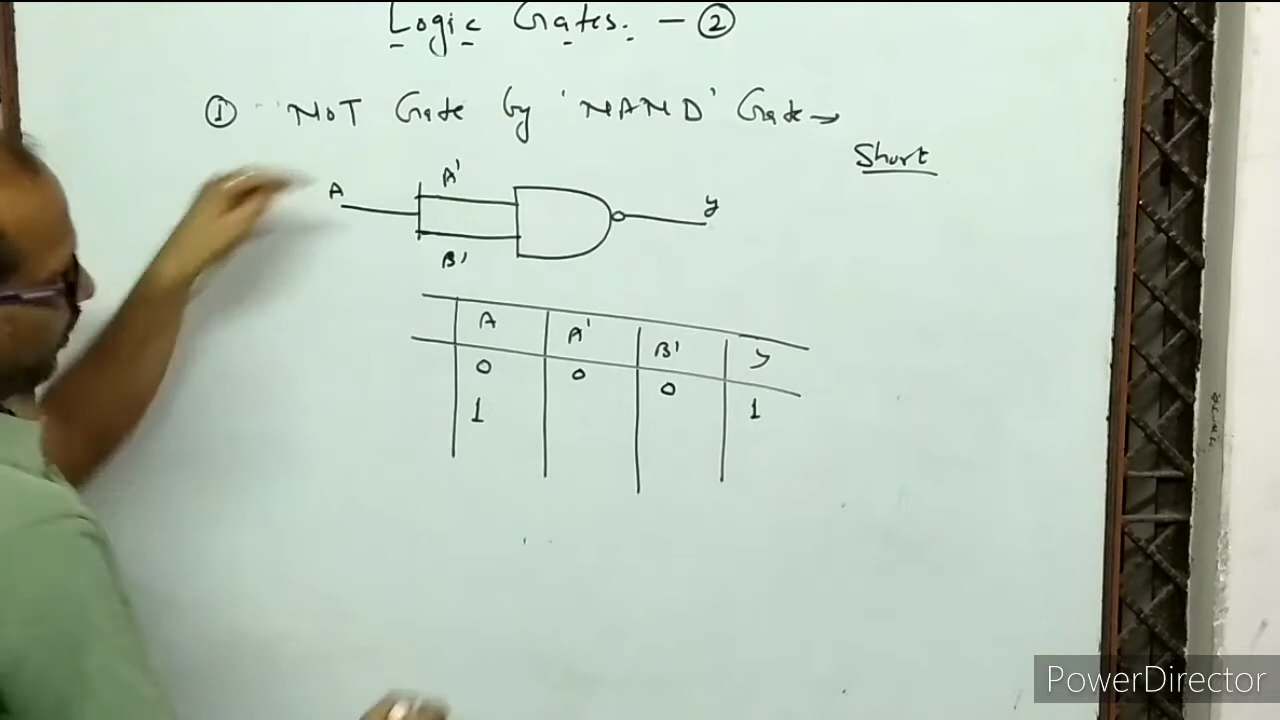 Logic Gates. - ②
① NOT Gate by 'NAND' Gate →
Short
A A' y
B'
A A' B' y
0 0 0 1
1
PowerDirector